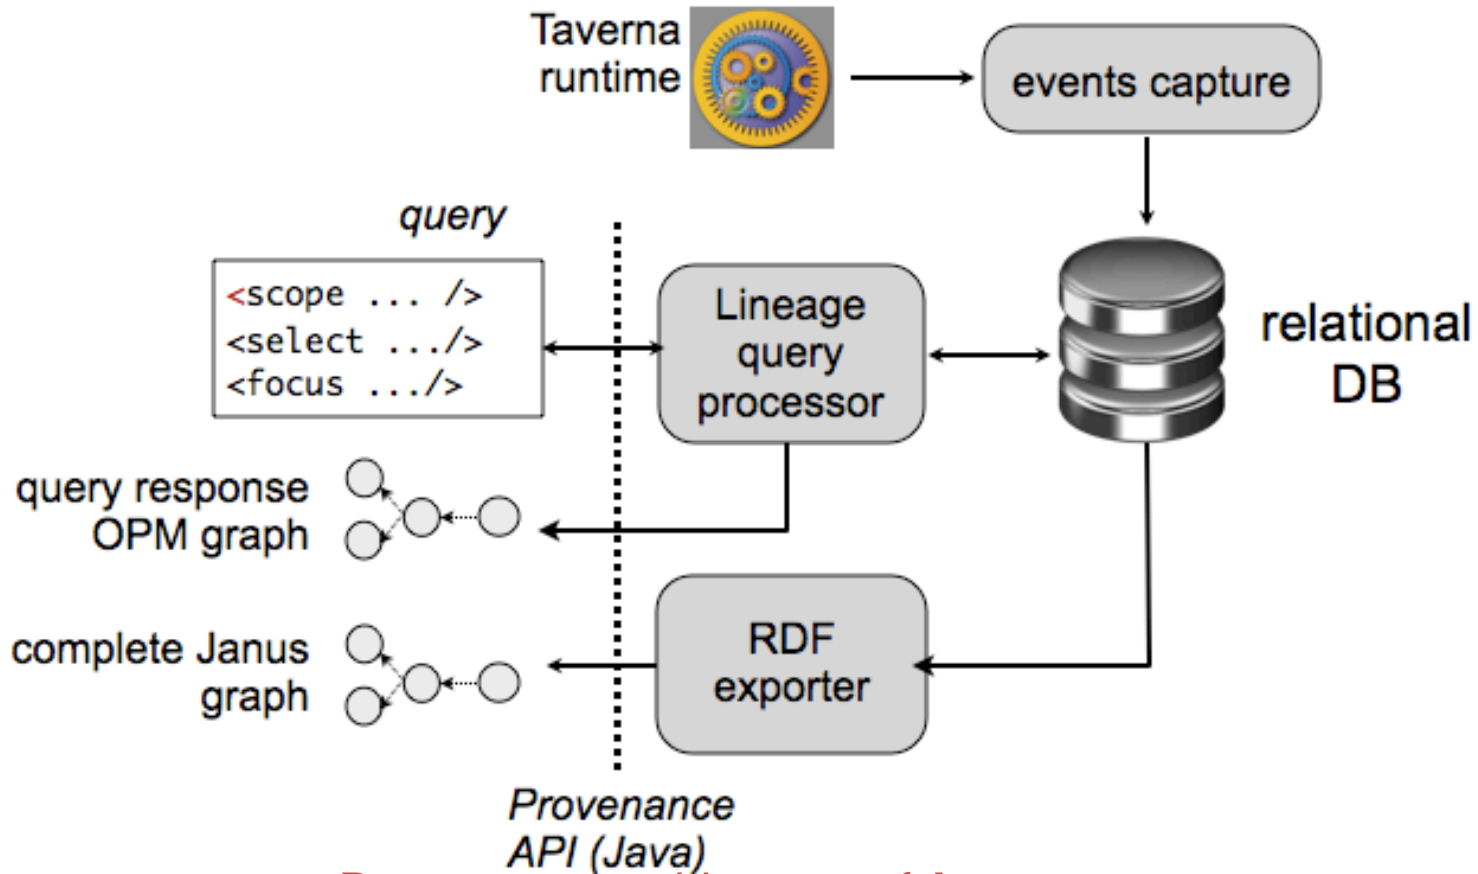 Taverna
runtime
events capture
query
<scope ... />
<select .../>
<focus .../>
Lineage
query
processor
relational
DB
query response
OPM graph
complete Janus
graph
RDF
exporter
Provenance
API (Java)